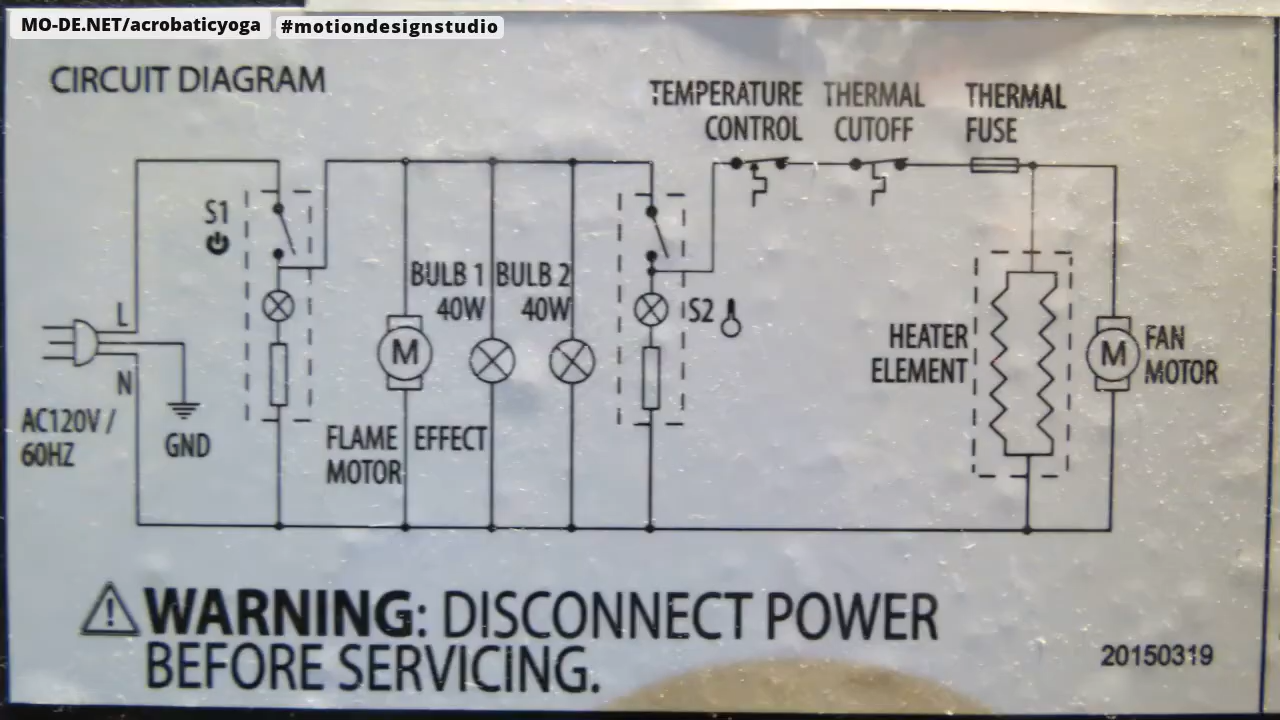 MO-DE.NET/acrobaticyoga #motiondesignstudio
CIRCUIT DIAGRAM
TEMPERATURE
CONTROL
THERMAL
CUTOFF
THERMAL
FUSE
S1
BULB 1
40W
BULB 2
40W
S2
L
N
M
M
HEATER
ELEMENT
FAN
MOTOR
AC120V /
60HZ
GND
FLAME EFFECT
MOTOR
WARNING: DISCONNECT POWER
BEFORE SERVICING.
20150319